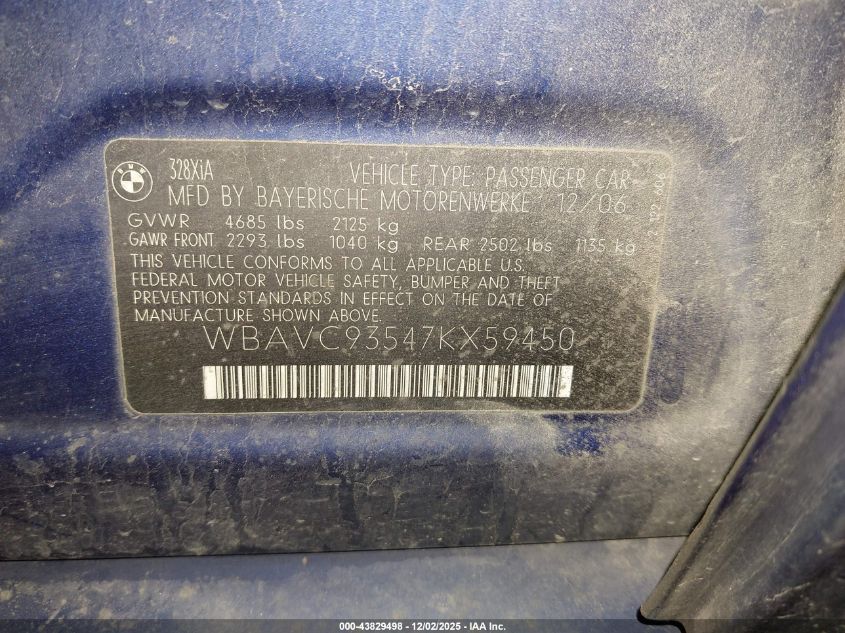 BMW
328XiA
VEHICLE TYPE: PASSENGER CAR
MFD BY BAYERISCHE MOTORENWERKE 12/06
GVWR 4685 lbs 2125 kg
GAWR FRONT 2293 lbs 1040 kg REAR 2502 lbs 1135 kg
THIS VEHICLE CONFORMS TO ALL APPLICABLE U.S.
FEDERAL MOTOR VEHICLE SAFETY, BUMPER AND THEFT
PREVENTION STANDARDS IN EFFECT ON THE DATE OF
MANUFACTURE SHOWN ABOVE.
WBAVC93547KX59450
000-43829498 - 12/02/2025 - IAA Inc.